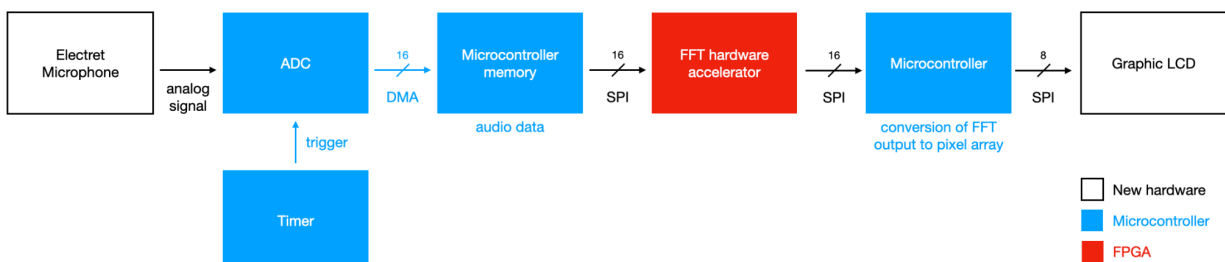 Electret
Microphone
analog
signal
ADC
trigger
Timer
16
DMA
Microcontroller
memory
audio data
16
SPI
FFT hardware
accelerator
16
SPI
Microcontroller
conversion of FFT
output to pixel array
8
SPI
Graphic LCD
New hardware
Microcontroller
FPGA